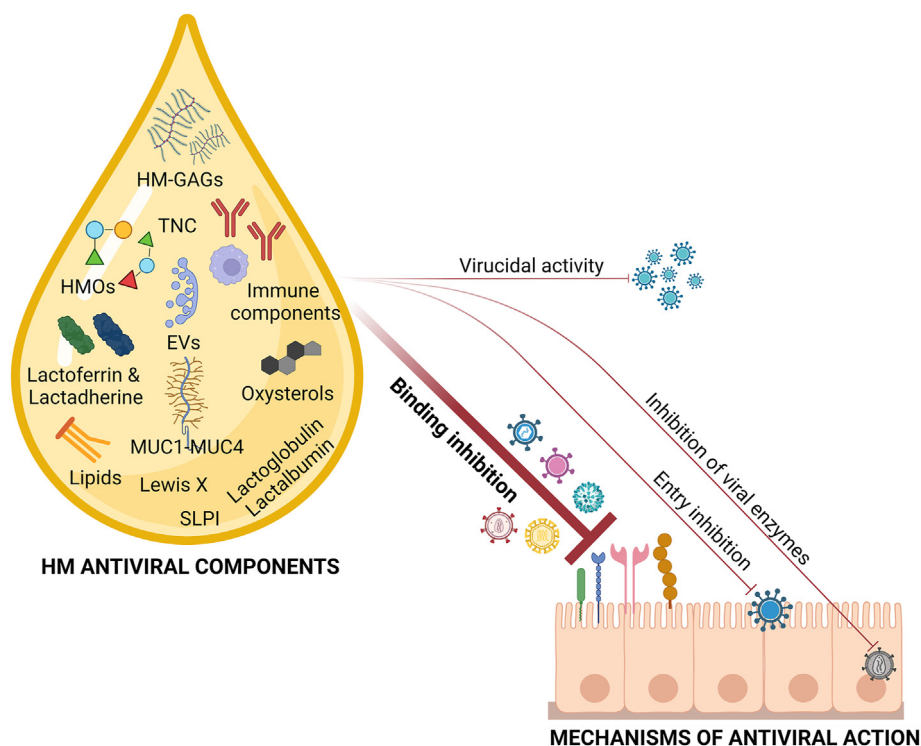 HM-GAGs
TNC
HMOs
Immune
components
EVs
Lactoferrin &
Lactadherine
Oxysterols
MUC1-MUC4
Lipids
Lewis X
Lactoglobulin
Lactalbumin
SLPI
HM ANTIVIRAL COMPONENTS
Virucidal activity
Binding inhibition
Entry inhibition
Inhibition of viral enzymes
MECHANISMS OF ANTIVIRAL ACTION